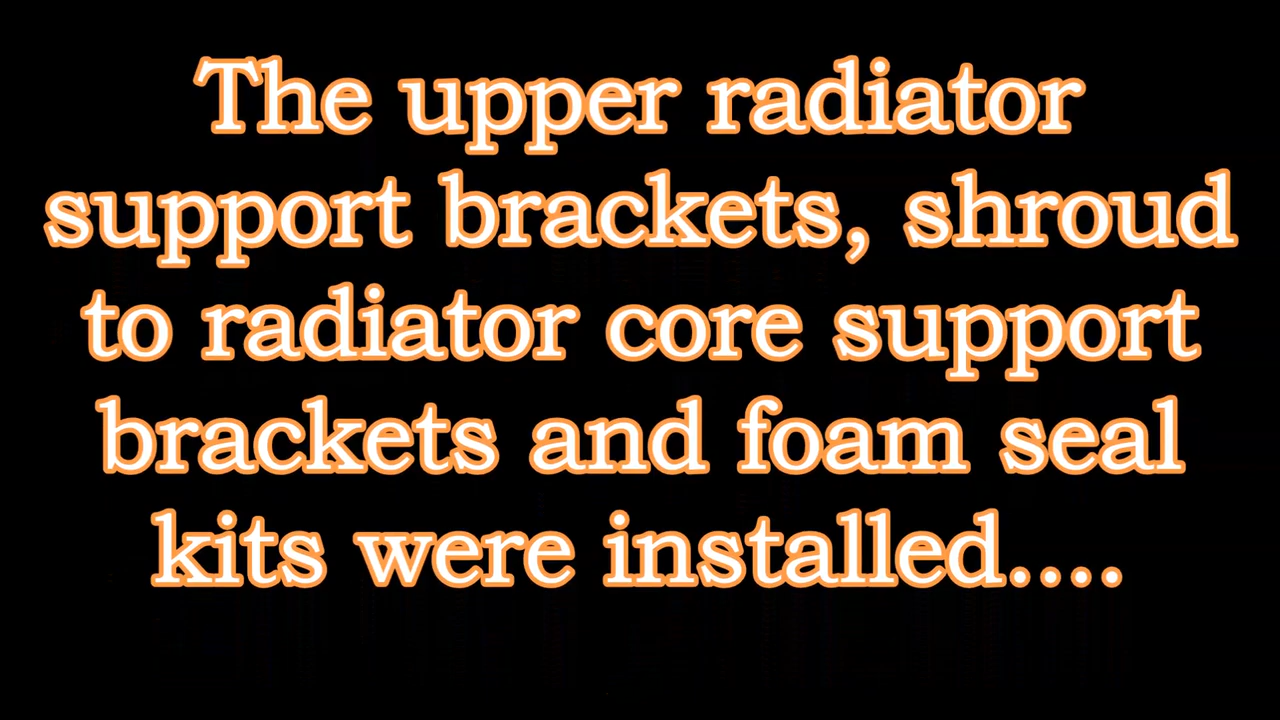 The upper radiator
support brackets, shroud
to radiator core support
brackets and foam seal
kits were installed....